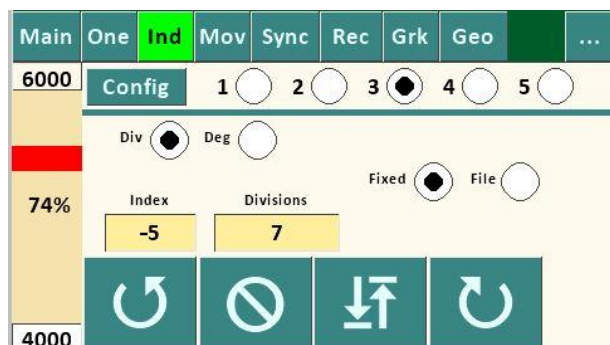 Main One Ind Mov Sync Rec Grk Geo ...
6000 Config 1 2 3 4 5
Div Deg
Fixed File
74% Index Divisions
-5 7
4000